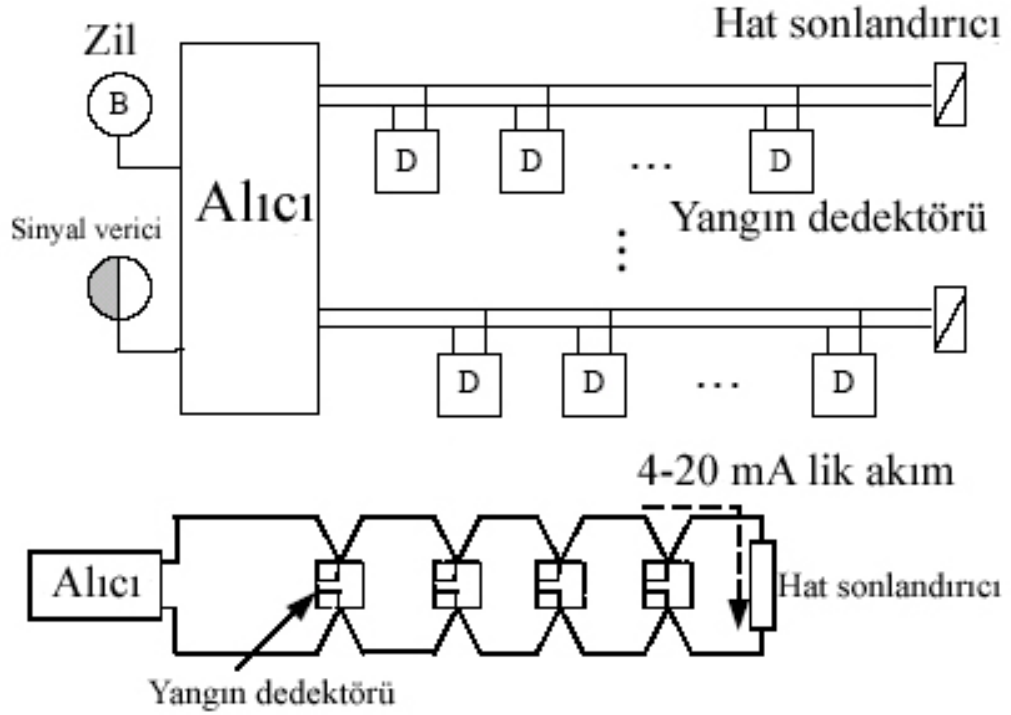 Zil
Hat sonlandırıcı
B
D D ... D
Alıcı
Yangın dedektörü
Sinyal verici
D D ... D
4-20 mA lik akım
Alıcı
Hat sonlandırıcı
Yangın dedektörü